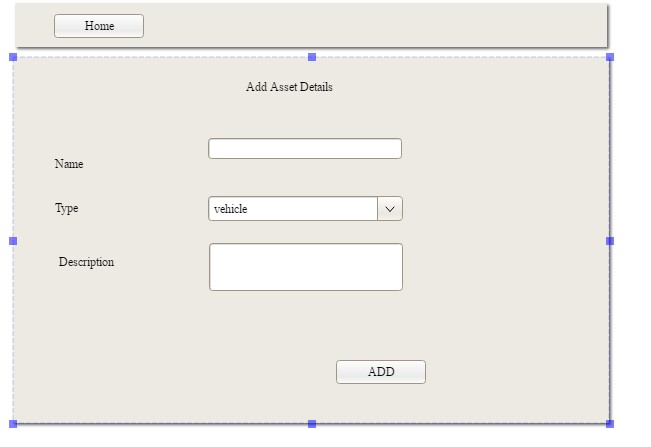 Home
Add Asset Details
Name
Type
vehicle
Description
ADD